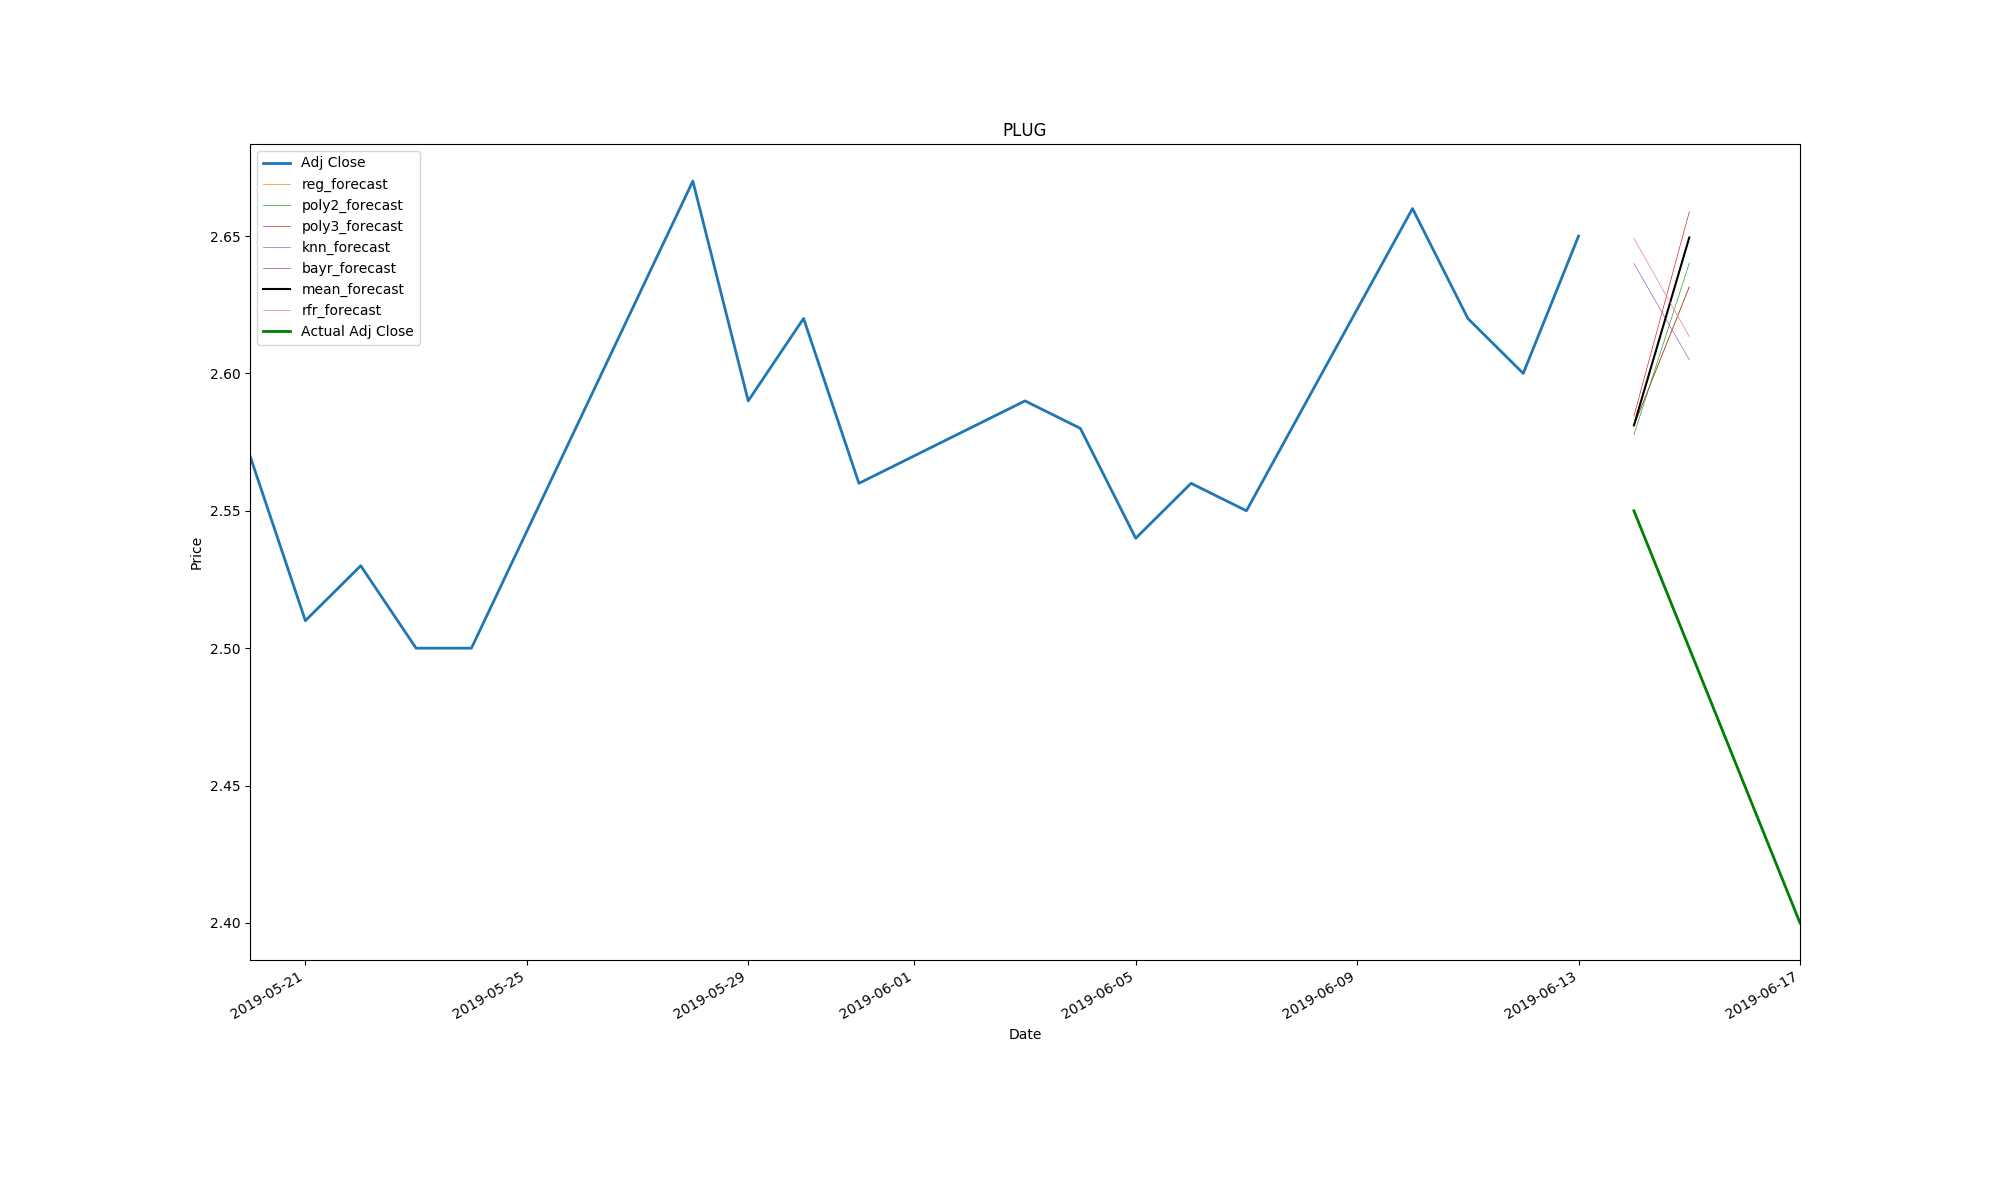 PLUG
Adj Close
reg_forecast
poly2_forecast
poly3_forecast
knn_forecast
bayr_forecast
mean_forecast
rfr_forecast
Actual Adj Close
2.65
2.60
2.55
2.50
2.45
2.40
Price
2019-05-21
2019-05-25
2019-05-29
2019-06-01
2019-06-05
2019-06-09
2019-06-13
2019-06-17
Date